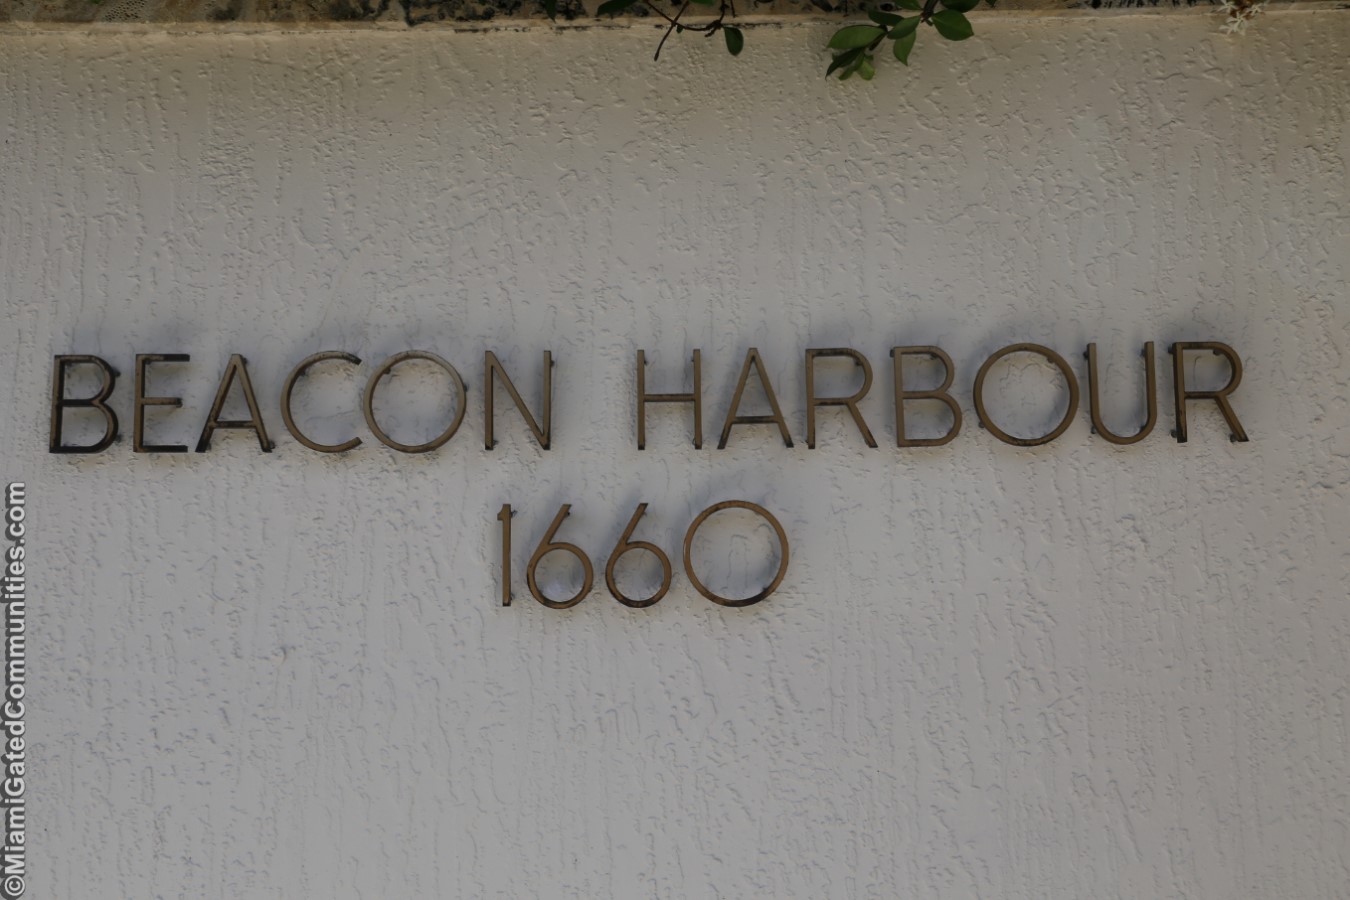 BEACON HARBOUR
1660
©MiamiGatedCommunities.com